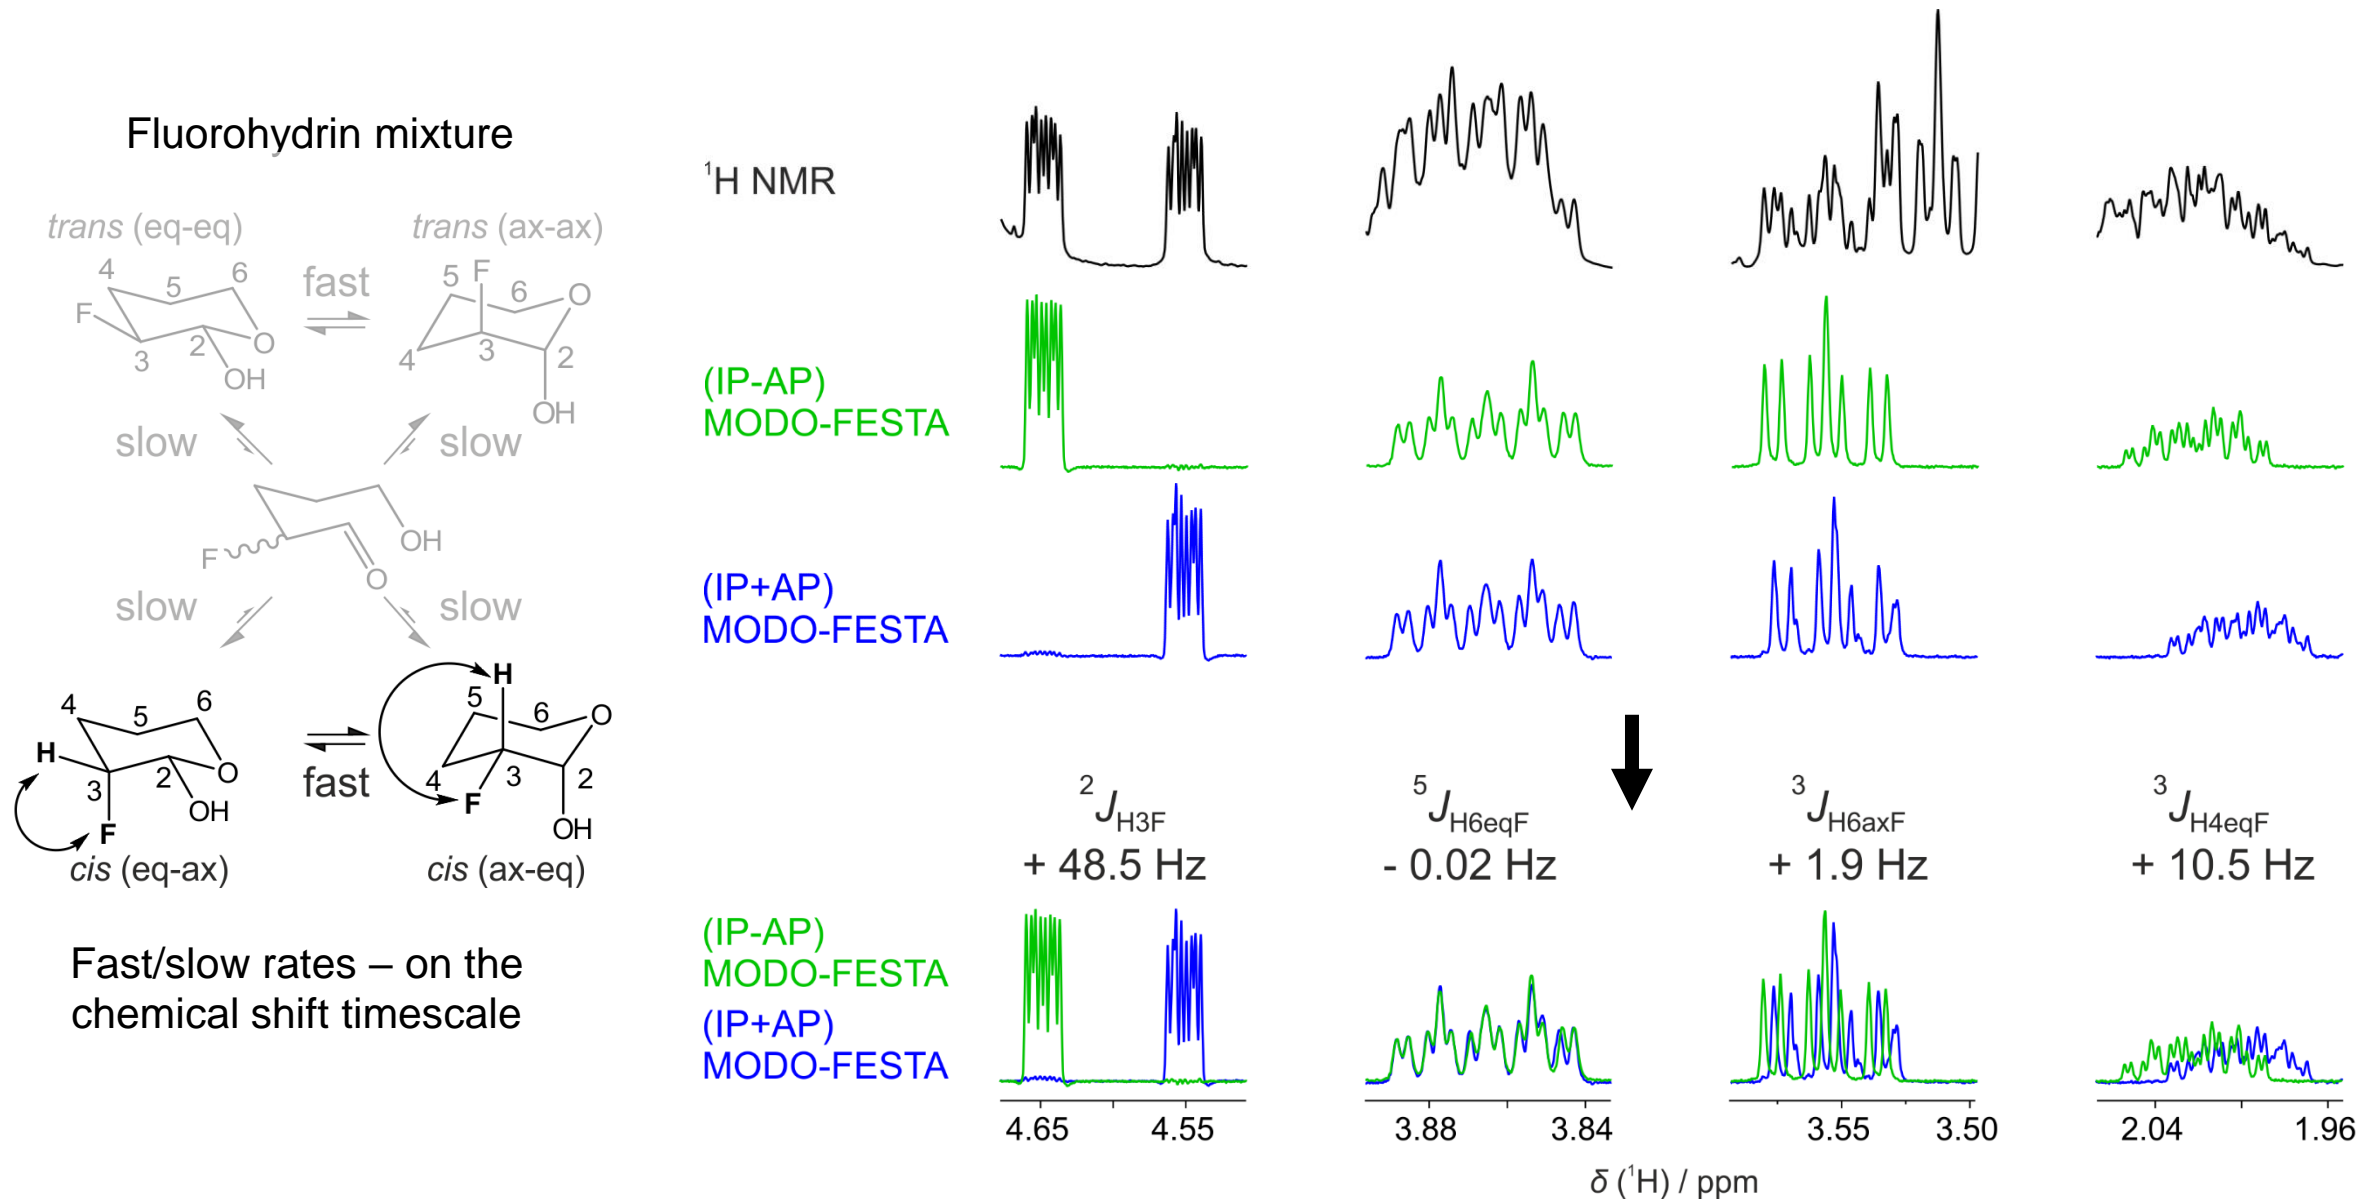 Fluorohydrin mixture
trans (eq-eq)
trans (ax-ax)
4
5
6
F
3
2
O
OH
fast
5
F
6
O
4
3
2
OH
slow
slow
F
OH
O
slow
slow
4
5
6
H
3
2
O
F
OH
cis (eq-ax)
fast
H
5
6
O
4
3
2
F
OH
cis (ax-eq)
Fast/slow rates – on the
chemical shift timescale
1H NMR
(IP-AP)
MODO-FESTA
(IP+AP)
MODO-FESTA
2JH3F
+ 48.5 Hz
5JH6eqF
- 0.02 Hz
3JH6axF
+ 1.9 Hz
3JH4eqF
+ 10.5 Hz
(IP-AP)
MODO-FESTA
(IP+AP)
MODO-FESTA
4.65 4.55
3.88 3.84
3.55 3.50
2.04 1.96
δ (1H) / ppm